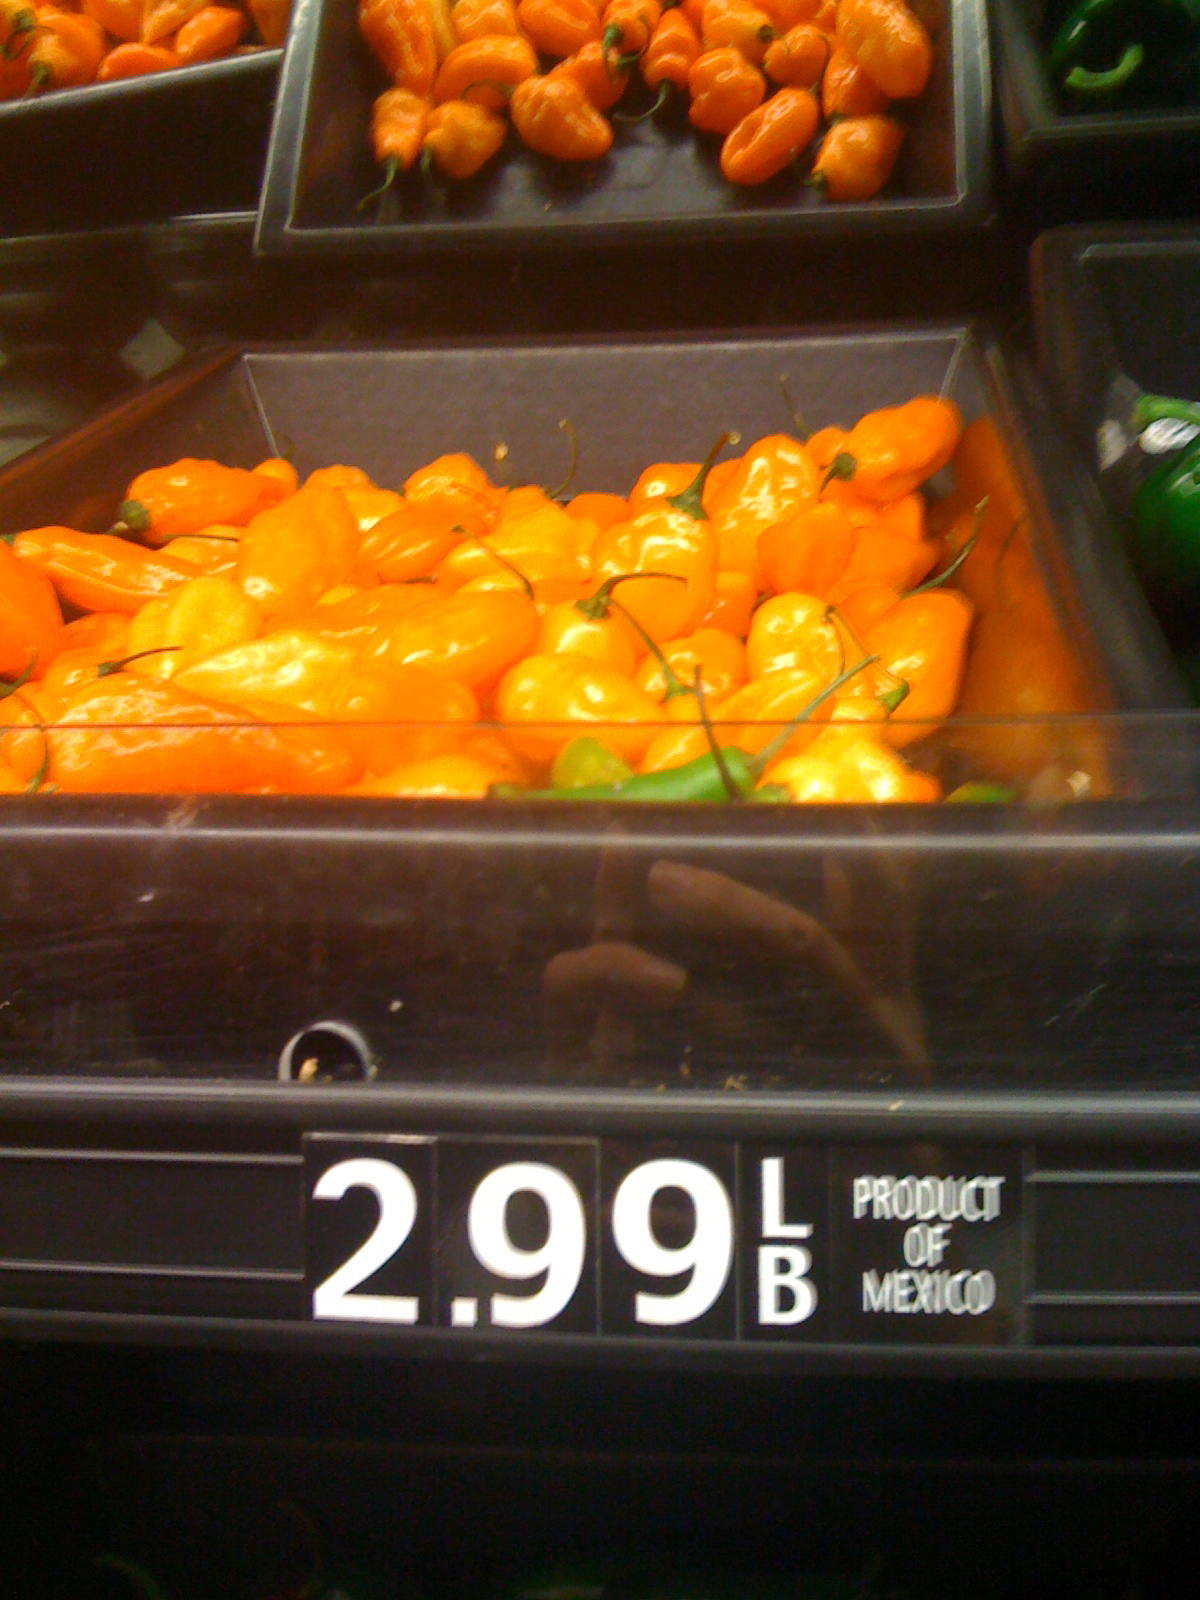 2.99 LB
PRODUCT
OF
MEXICO